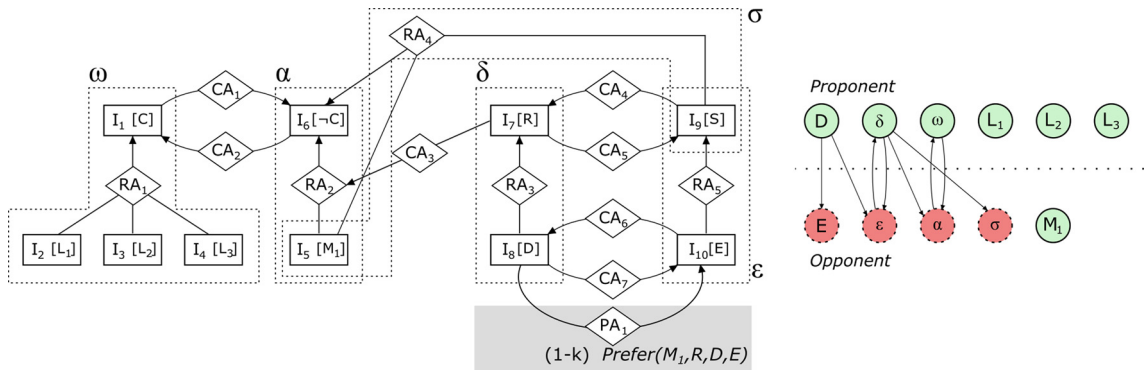 σ
RA4
ω
α
δ
CA1
CA4
I1 [C]
I6[¬C]
I7[R]
I9[S]
CA2
CA3
CA5
RA1
RA2
RA3
RA5
CA6
I2 [L1]
I3 [L2]
I4 [L3]
I5 [M1]
I8[D]
I10[E]
CA7
ε
PA1
(1-k) Prefer(M1,R,D,E)
Proponent
D δ ω L1 L2 L3
E ε α σ M1
Opponent